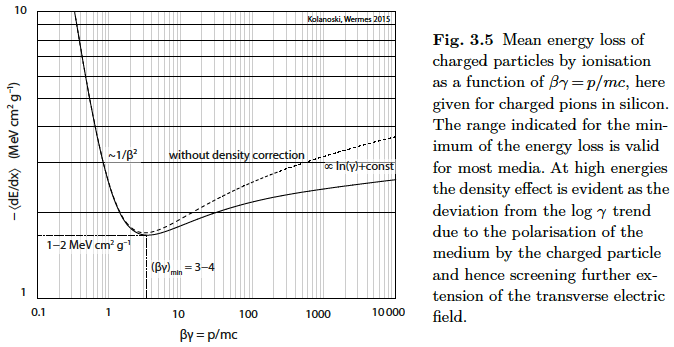 10
Kolanoski, Wermes 2015
− (dE/dx) (MeV cm² g⁻¹)
~1/β²
without density correction
∝ ln(γ)+const
1–2 MeV cm² g⁻¹
(βγ)min = 3–4
1
0.1 1 10 100 1000 10000
βγ = p/mc
Fig. 3.5 Mean energy loss of
charged particles by ionisation
as a function of βγ = p/mc, here
given for charged pions in silicon.
The range indicated for the min-
imum of the energy loss is valid
for most media. At high energies
the density effect is evident as the
deviation from the log γ trend
due to the polarisation of the
medium by the charged particle
and hence screening further ex-
tension of the transverse electric
field.